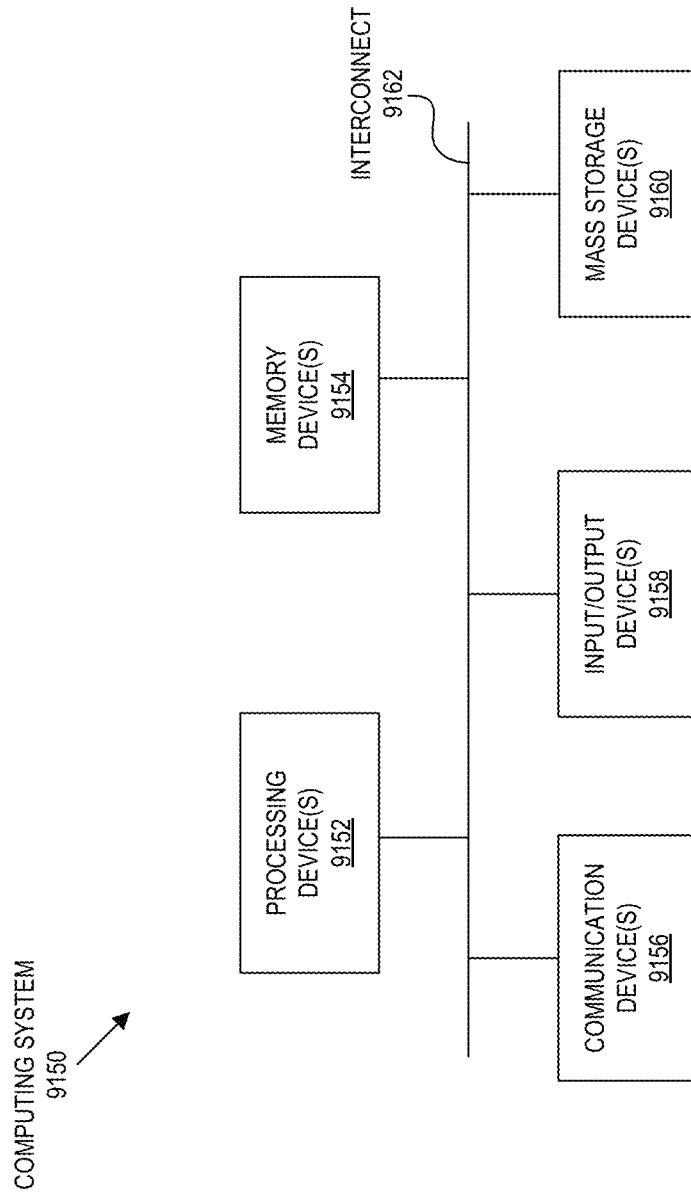 COMPUTING SYSTEM
9150
PROCESSING
DEVICE(S)
9152
MEMORY
DEVICE(S)
9154
INTERCONNECT
9162
COMMUNICATION
DEVICE(S)
9156
INPUT/OUTPUT
DEVICE(S)
9158
MASS STORAGE
DEVICE(S)
9160